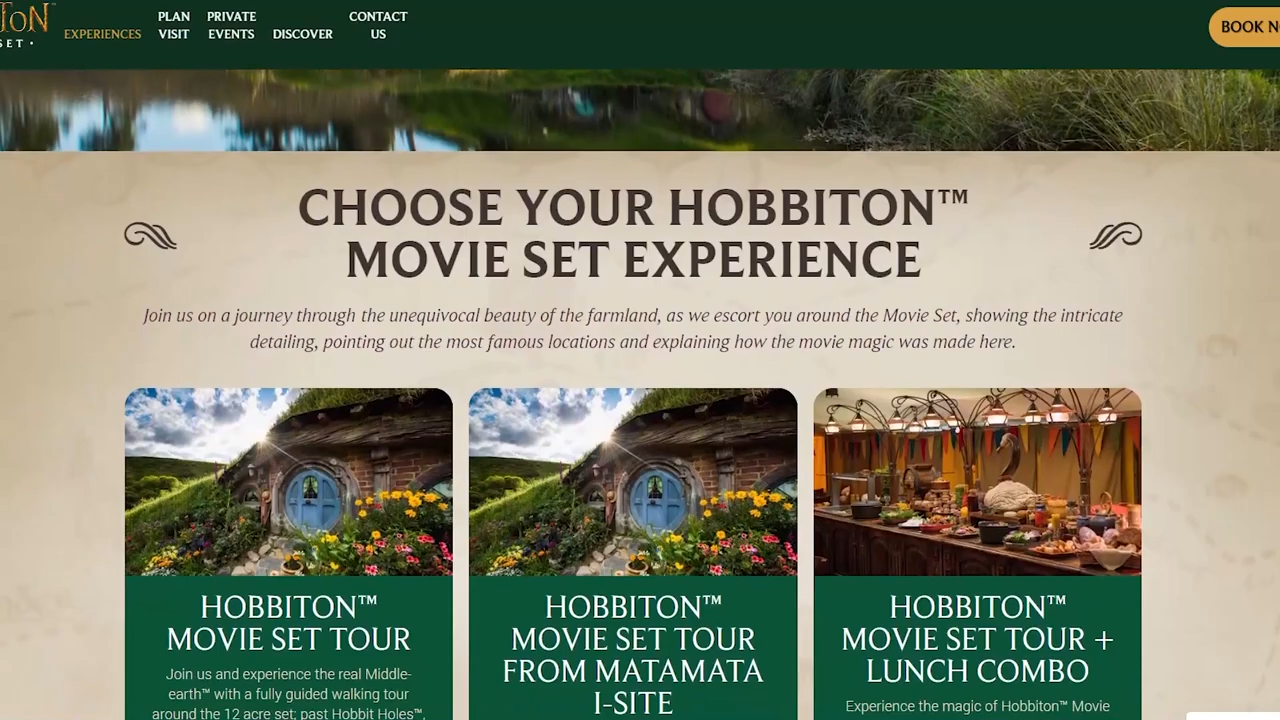 EXPERIENCES
PLAN
VISIT
PRIVATE
EVENTS
DISCOVER
CONTACT
US
BOOK
CHOOSE YOUR HOBBITON™
MOVIE SET EXPERIENCE
Join us on a journey through the unequivocal beauty of the farmland, as we escort you around the Movie Set, showing the intricate
detailing, pointing out the most famous locations and explaining how the movie magic was made here.
HOBBITON™
MOVIE SET TOUR
Join us and experience the real Middle-
earth™ with a fully guided walking tour
around the 12 acre set; past Hobbit Holes™,
HOBBITON™
MOVIE SET TOUR
FROM MATAMATA
I-SITE
HOBBITON™
MOVIE SET TOUR +
LUNCH COMBO
Experience the magic of Hobbiton™ Movie